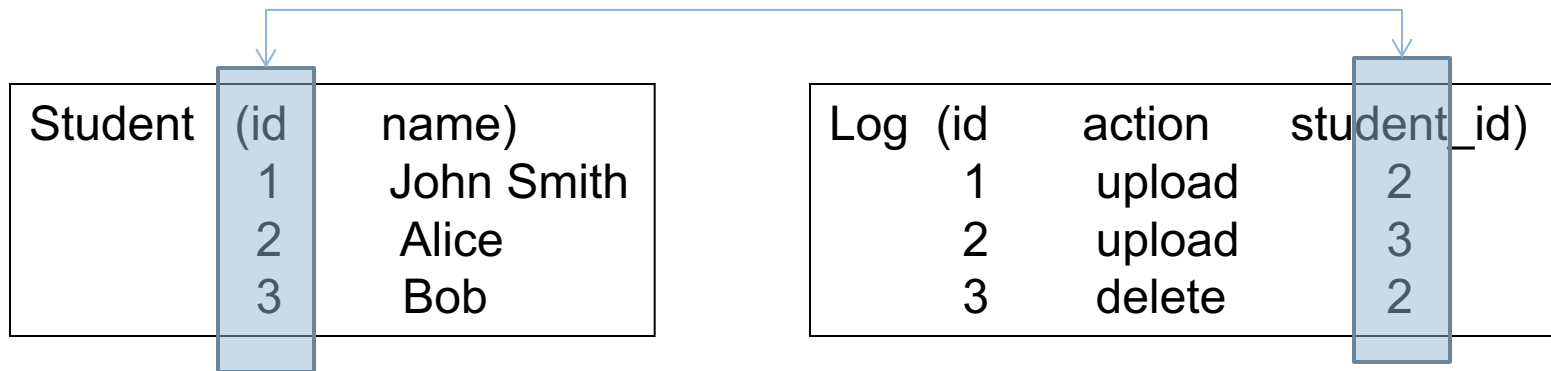 Student (id name)
1 John Smith
2 Alice
3 Bob
Log (id action student_id)
1 upload 2
2 upload 3
3 delete 2